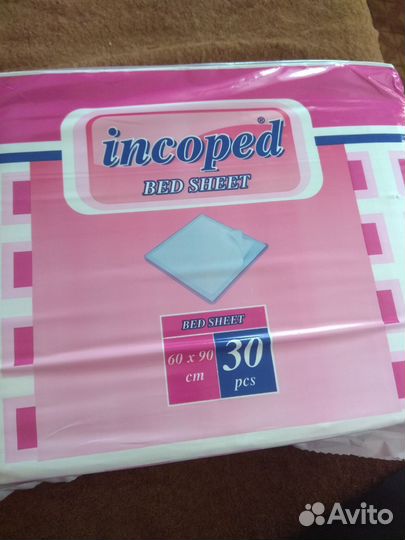 incoped®
BED SHEET
BED SHEET
60 x 90
cm
30
pcs
Avito